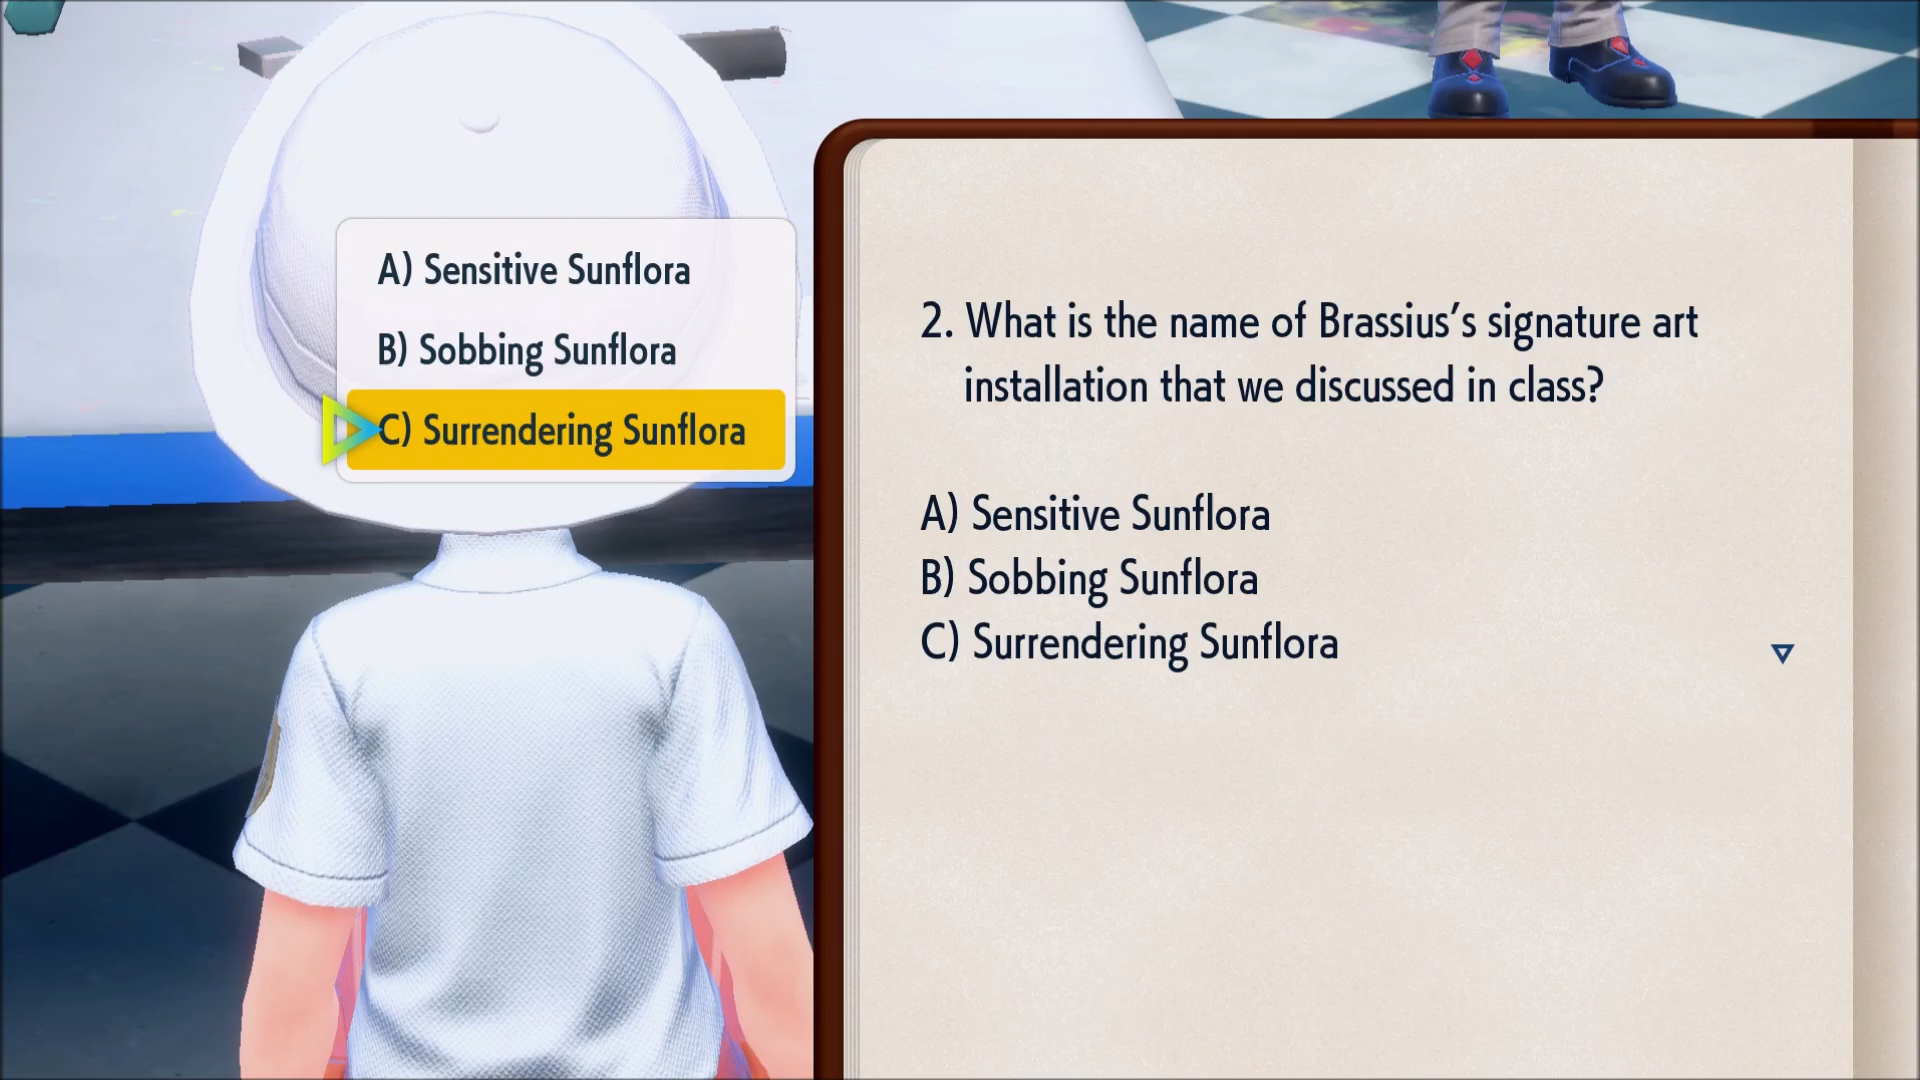 A) Sensitive Sunflora
B) Sobbing Sunflora
C) Surrendering Sunflora
2. What is the name of Brassius's signature art
installation that we discussed in class?
A) Sensitive Sunflora
B) Sobbing Sunflora
C) Surrendering Sunflora